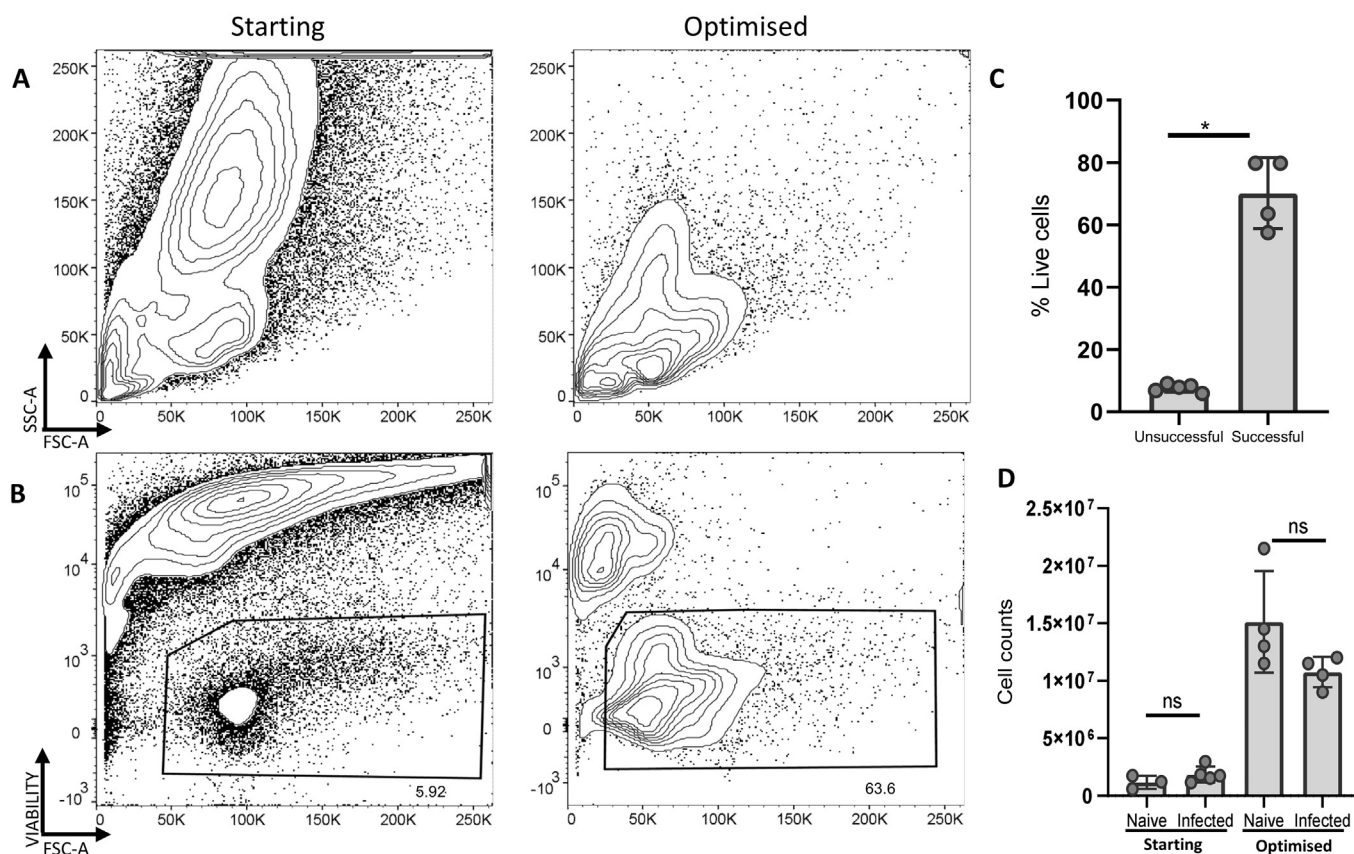 Starting
Optimised
A
250K
200K
150K
100K
50K
0
0 50K 100K 150K 200K 250K
SSC-A
FSC-A
250K
200K
150K
100K
50K
0
0 50K 100K 150K 200K 250K
B
10^5
10^4
10^3
0
-10^3
0 50K 100K 150K 200K 250K
5.92
VIABILITY
FSC-A
10^5
10^4
10^3
0
-10^3
0 50K 100K 150K 200K 250K
63.6
C
% Live cells
100
80
60
40
20
0
*
Unsuccessful Successful
D
Cell counts
2.5×10^7
2×10^7
1.5×10^7
1×10^7
5×10^6
0
ns
ns
Naive Infected Naive Infected
Starting Optimised